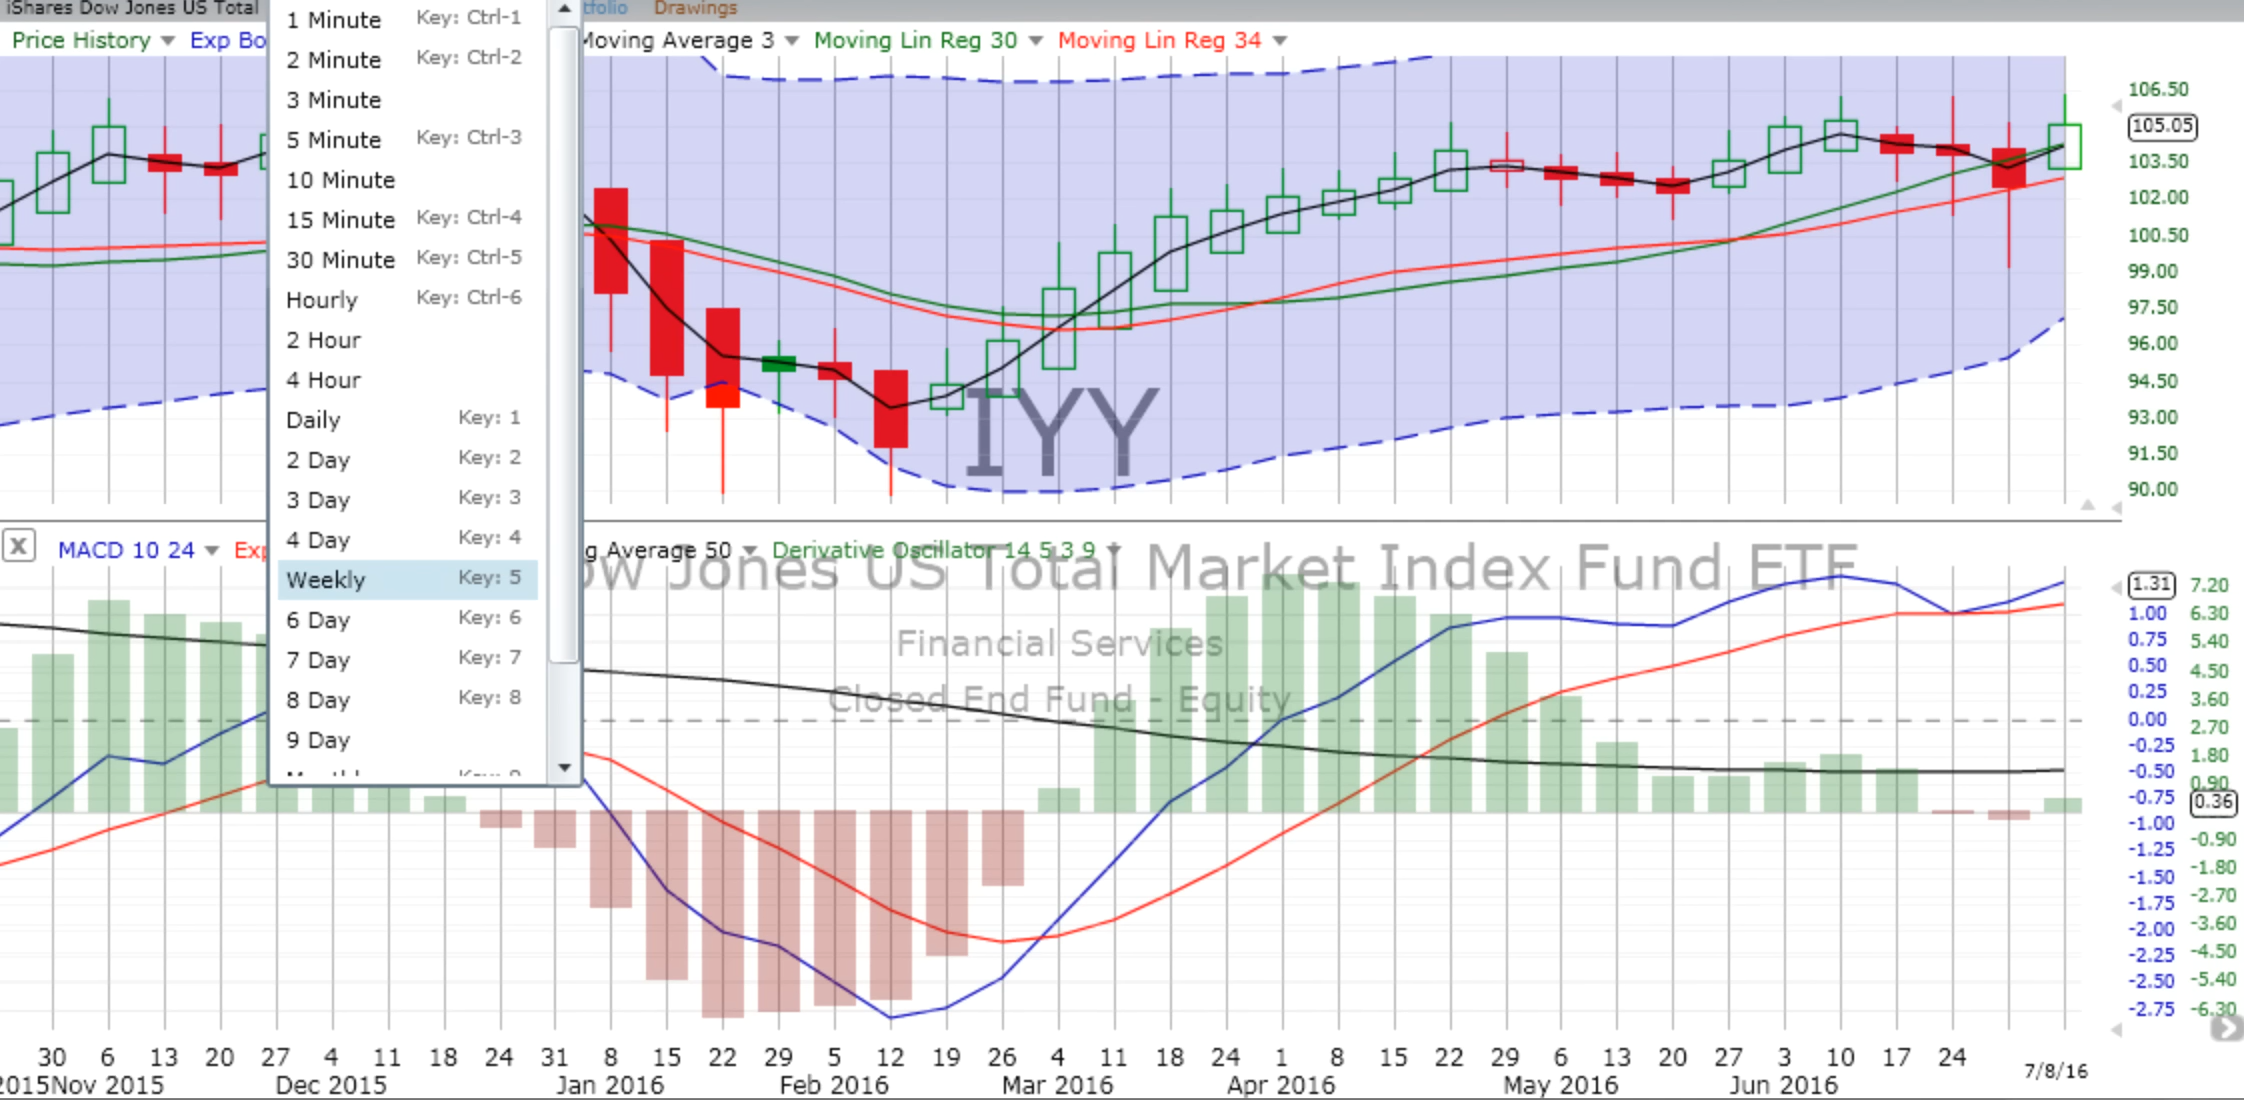 iShares Dow Jones US Total
tfolio Drawings
Price History Exp Bo
Moving Average 3 Moving Lin Reg 30 Moving Lin Reg 34
1 Minute Key: Ctrl-1
2 Minute Key: Ctrl-2
3 Minute
5 Minute Key: Ctrl-3
10 Minute
15 Minute Key: Ctrl-4
30 Minute Key: Ctrl-5
Hourly Key: Ctrl-6
2 Hour
4 Hour
Daily Key: 1
2 Day Key: 2
3 Day Key: 3
4 Day Key: 4
Weekly Key: 5
6 Day Key: 6
7 Day Key: 7
8 Day Key: 8
9 Day
106.50
105.05
103.50
102.00
100.50
99.00
97.50
96.00
94.50
93.00
91.50
90.00
IYY
X MACD 10 24 Exp
g Average 50 Derivative Oscillator 14 5 3 9
ow Jones US Total Market Index Fund ETF
Financial Services
Closed End Fund - Equity
1.31 7.20
1.00 6.30
0.75 5.40
0.50 4.50
0.25 3.60
0.00 2.70
-0.25 1.80
-0.50 0.90
-0.75 0.36
-1.00 -0.90
-1.25 -1.80
-1.50 -2.70
-1.75 -3.60
-2.00 -4.50
-2.25 -5.40
-2.50 -6.30
-2.75
30 6 13 20 27 4 11 18 24 31 8 15 22 29 5 12 19 26 4 11 18 24 1 8 15 22 29 6 13 20 27 3 10 17 24 7/8/16
2015Nov 2015 Dec 2015 Jan 2016 Feb 2016 Mar 2016 Apr 2016 May 2016 Jun 2016